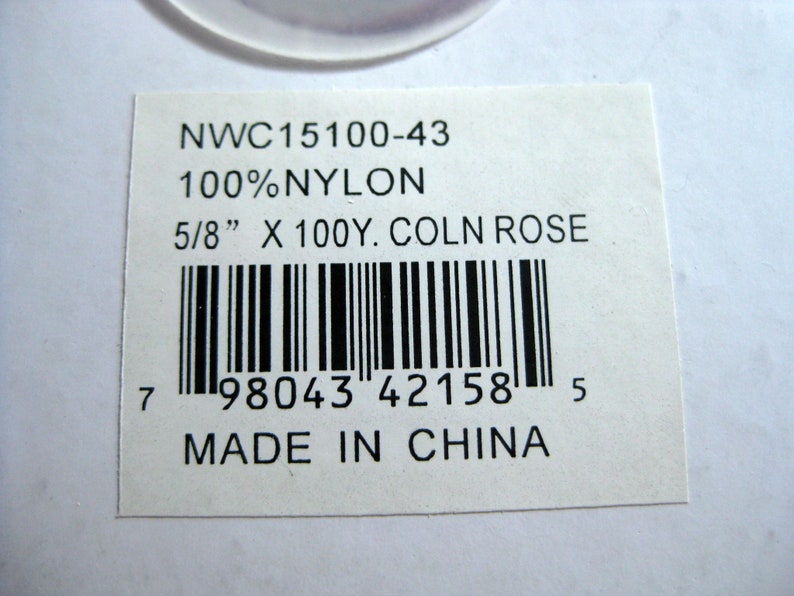 NWC15100-43
100%NYLON
5/8” X 100Y. COLN ROSE
7 98043 42158 5
MADE IN CHINA